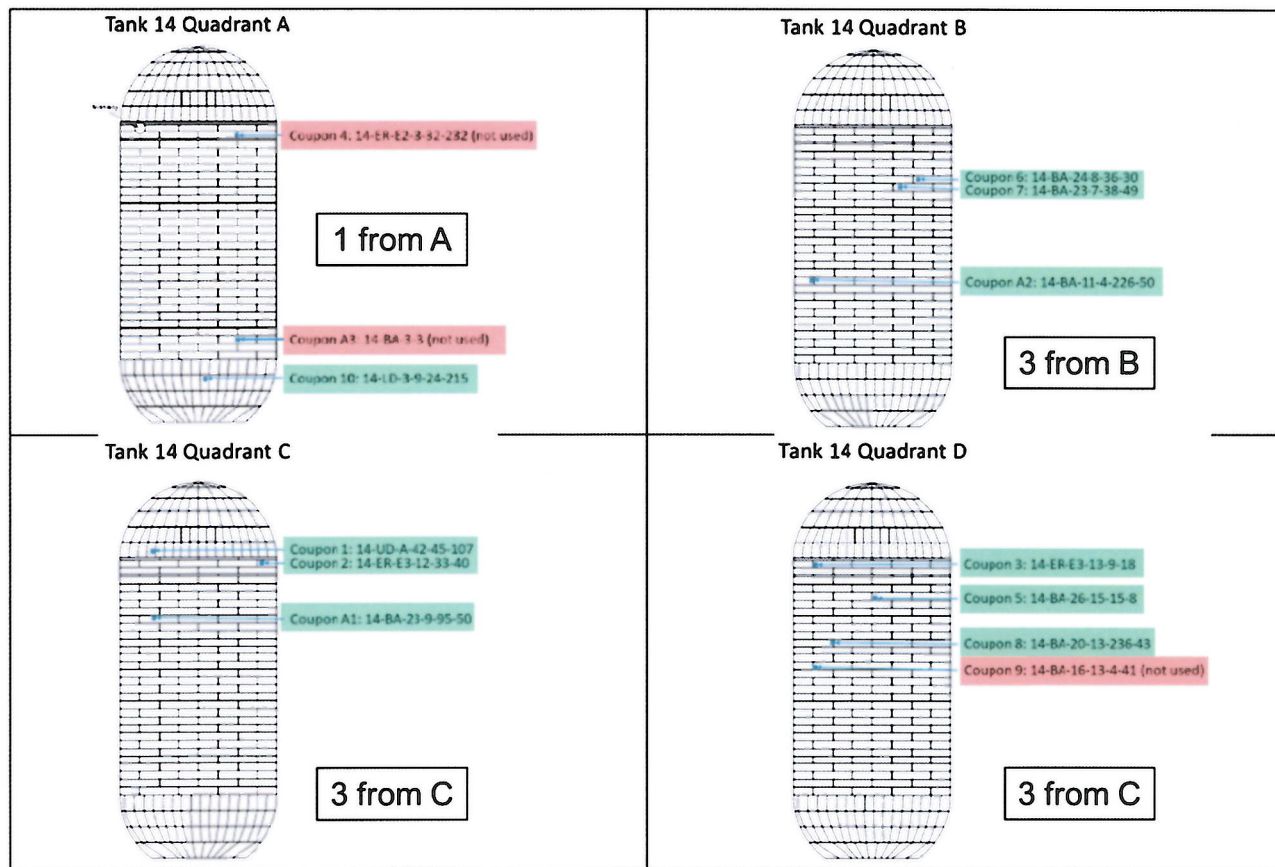 Tank 14 Quadrant A
Coupon 4: 14-ER-E2-3-32-232 (not used)
1 from A
Coupon A3: 14-BA-3-3 (not used)
Coupon 10: 14-LD-3-9-24-215
Tank 14 Quadrant B
Coupon 6: 14-BA-24-8-36-30
Coupon 7: 14-BA-23-7-38-49
Coupon A2: 14-BA-11-4-226-50
3 from B
Tank 14 Quadrant C
Coupon 1: 14-UD-A-42-45-107
Coupon 2: 14-ER-E3-12-33-40
Coupon A1: 14-BA-23-9-95-50
3 from C
Tank 14 Quadrant D
Coupon 3: 14-ER-E3-13-9-18
Coupon 5: 14-BA-26-15-15-8
Coupon 8: 14-BA-20-13-236-43
Coupon 9: 14-BA-16-13-4-41 (not used)
3 from C